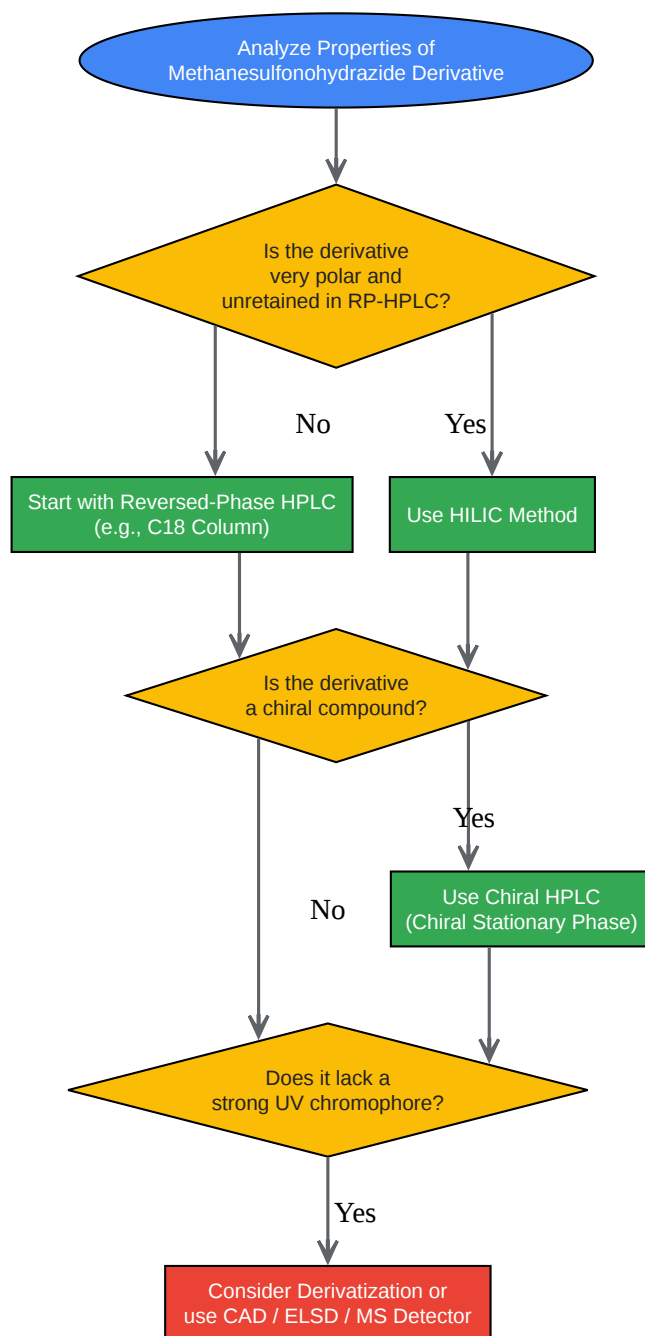 Analyze Properties of
Methanesulfonohydrazide Derivative
Is the derivative
very polar and
unretained in RP-HPLC?
No
Yes
Start with Reversed-Phase HPLC
(e.g., C18 Column)
Use HILIC Method
Is the derivative
a chiral compound?
Yes
Use Chiral HPLC
(Chiral Stationary Phase)
No
Does it lack a
strong UV chromophore?
Yes
Consider Derivatization or
use CAD / ELSD / MS Detector